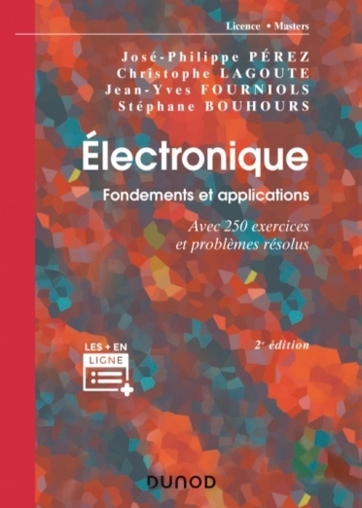 Licence • Masters
José-Philippe PÉREZ
Christophe LAGOUTE
Jean-Yves FOURNIOLS
Stéphane BOUHOURS
Électronique
Fondements et applications
Avec 250 exercices
et problèmes résolus
LES + EN
LIGNE
2e édition
DUNOD